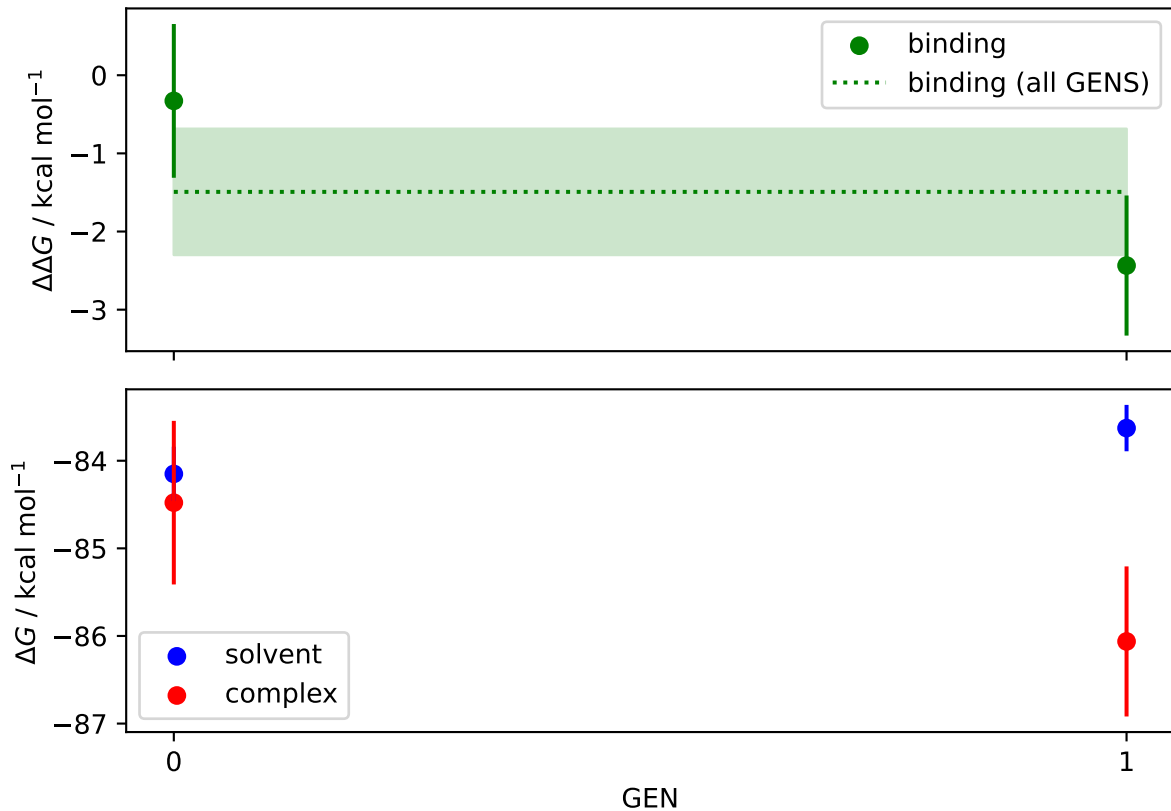 0
−1
−2
−3
ΔΔG / kcal mol⁻¹
binding
binding (all GENS)
−84
−85
−86
−87
ΔG / kcal mol⁻¹
solvent
complex
0
1
GEN